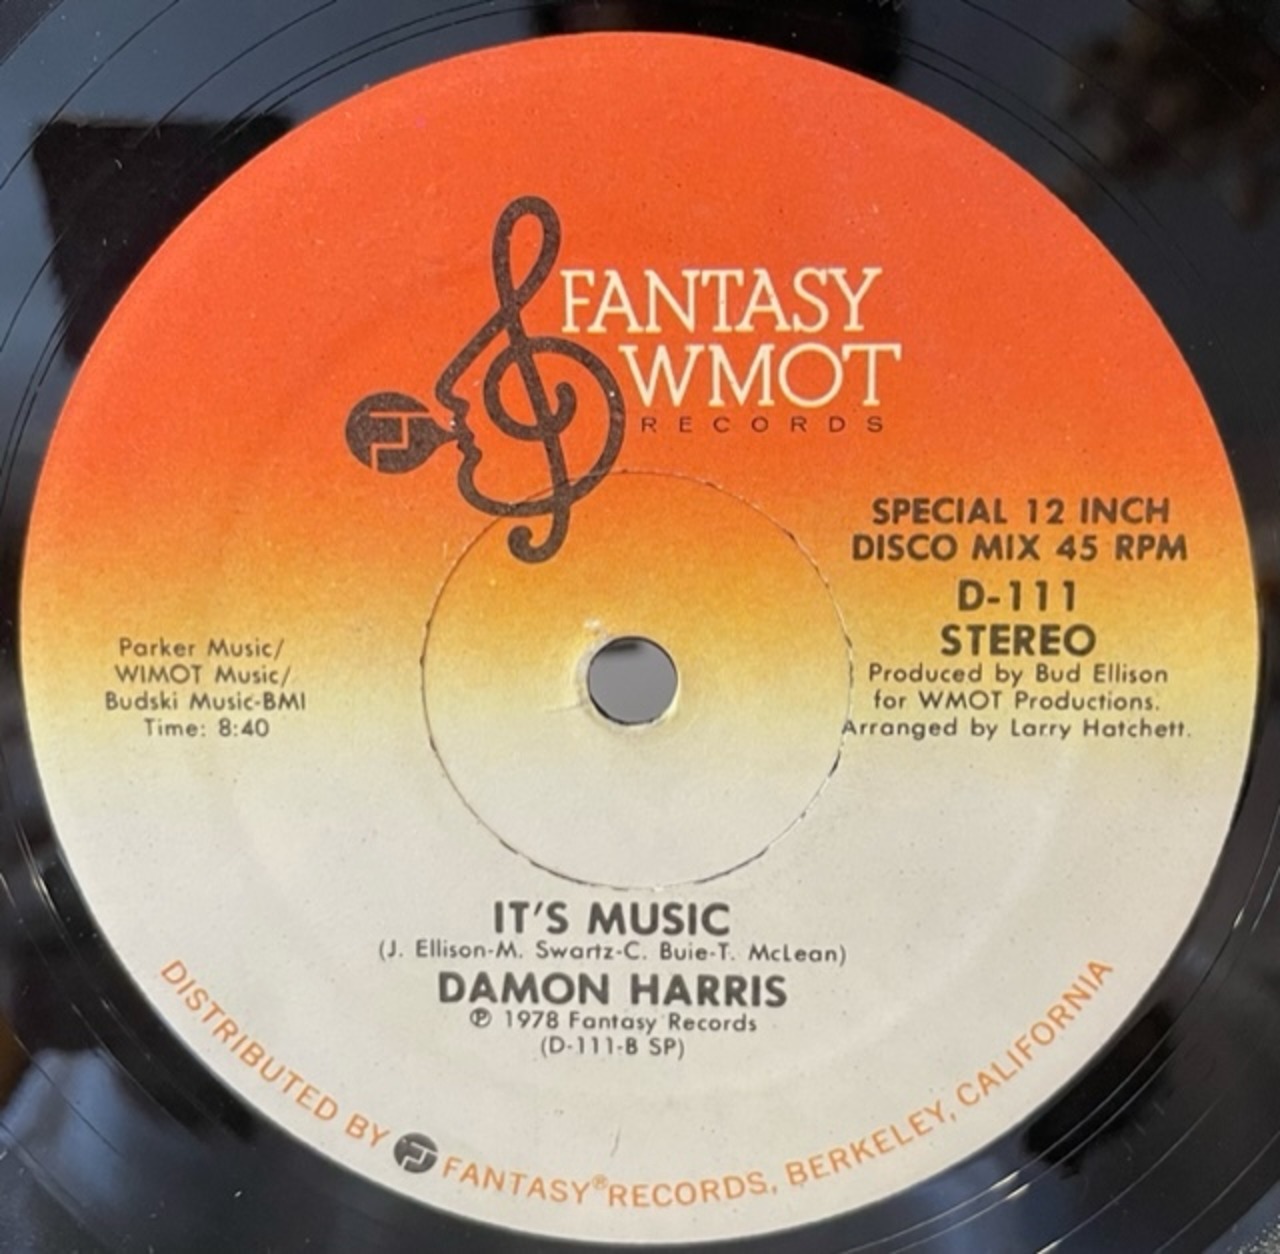 FANTASY
WMOT
RECORDS
SPECIAL 12 INCH
DISCO MIX 45 RPM
D-111
STEREO
Produced by Bud Ellison
for WMOT Productions.
Arranged by Larry Hatchett.
Parker Music/
WIMOT Music/
Budski Music-BMI
Time: 8:40
IT'S MUSIC
(J. Ellison-M. Swartz-C. Buie-T. McLean)
DAMON HARRIS
℗ 1978 Fantasy Records
(D-111-B SP)
DISTRIBUTED BY FANTASY® RECORDS, BERKELEY, CALIFORNIA